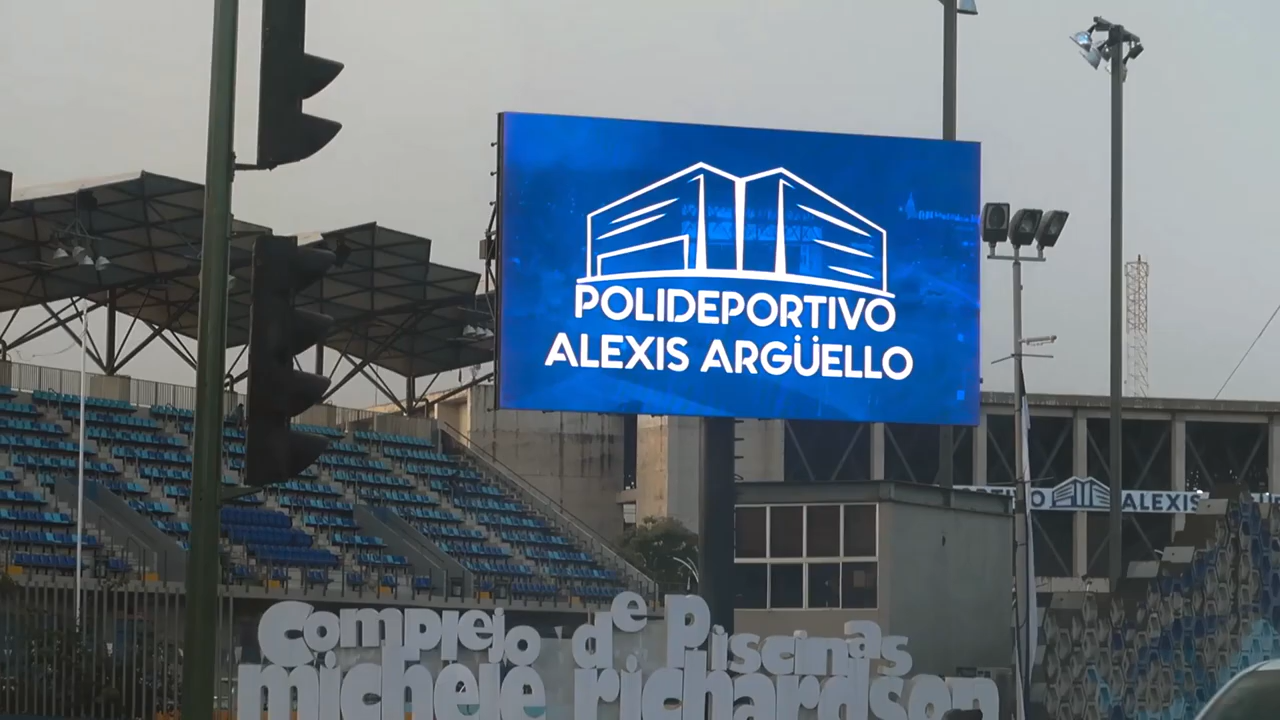 POLIDEPORTIVO
ALEXIS ARGÜELLO
ALEXIS
Complejo de Piscinas
michele richardson